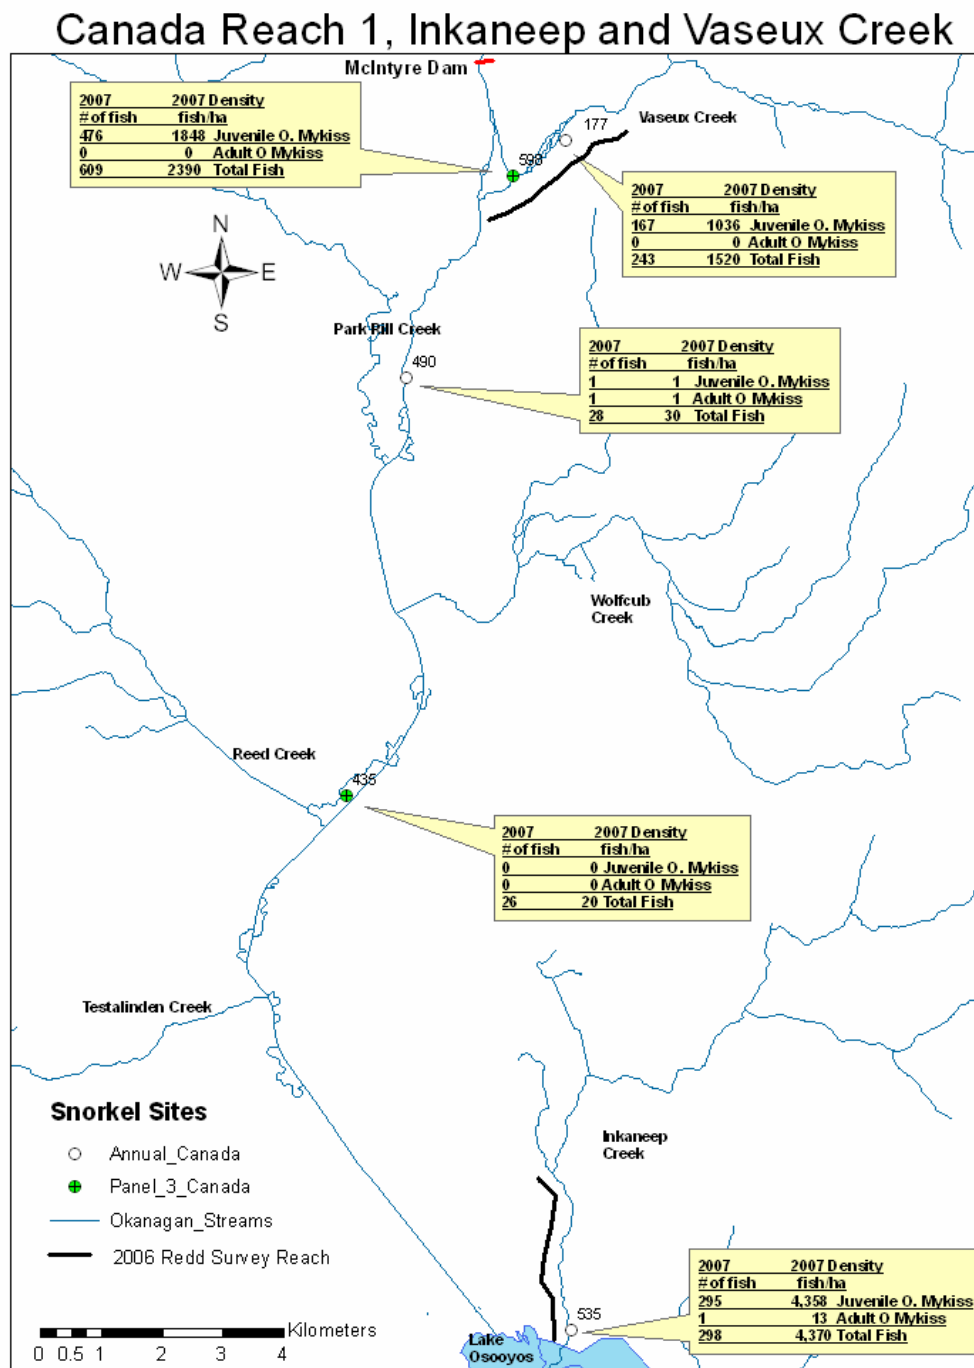 Canada Reach 1, Inkaneep and Vaseux Creek
McIntyre Dam
2007 2007 Density
# of fish fish/ha
476 1848 Juvenile O. Mykiss
0 0 Adult O Mykiss
609 2390 Total Fish
177
Vaseux Creek
598
2007 2007 Density
# of fish fish/ha
167 1036 Juvenile O. Mykiss
0 0 Adult O Mykiss
243 1520 Total Fish
N
W E
S
Park Rill Creek
490
2007 2007 Density
# of fish fish/ha
1 1 Juvenile O. Mykiss
1 1 Adult O Mykiss
28 30 Total Fish
Wolfcub
Creek
Reed Creek
435
2007 2007 Density
# of fish fish/ha
0 0 Juvenile O. Mykiss
0 0 Adult O Mykiss
26 20 Total Fish
Testalinden Creek
Snorkel Sites
Annual_Canada
Panel_3_Canada
Okanagan_Streams
2006 Redd Survey Reach
Inkaneep
Creek
2007 2007 Density
# of fish fish/ha
295 4,358 Juvenile O. Mykiss
1 13 Adult O Mykiss
298 4,370 Total Fish
535
Kilometers
0 0.5 1 2 3 4
Lake
Osooyos